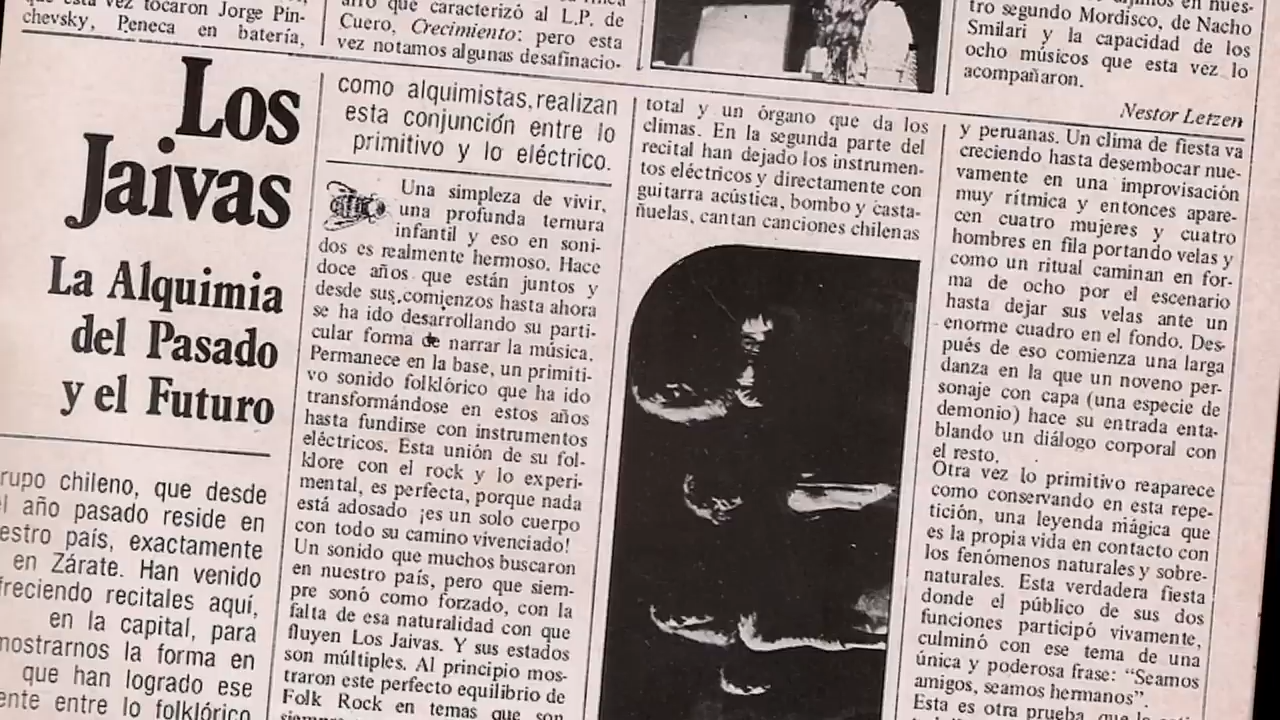 que esta vez tocaron Jorge Pin-
chevsky, Peneca en batería,
que caracterizó al L.P. de
Cuero, Crecimiento: pero esta
vez notamos algunas desafinacio-
en nues-
tro segundo Mordisco, de Nacho
Smilari y la capacidad de los
ocho músicos que esta vez lo
acompañaron.
Nestor Letzen
Los
Jaivas
La Alquimia
del Pasado
y el Futuro
rupo chileno, que desde
l año pasado reside en
estro país, exactamente
en Zárate. Han venido
freciendo recitales aquí,
en la capital, para
mostrarnos la forma en
que han logrado ese
ente entre lo folklórico
como alquimistas, realizan
esta conjunción entre lo
primitivo y lo eléctrico.
Una simpleza de vivir,
una profunda ternura
infantil y eso en soni-
dos es realmente hermoso. Hace
doce años que están juntos y
desde sus comienzos hasta ahora
se ha ido desarrollando su parti-
cular forma de narrar la música.
Permanece en la base, un primiti-
vo sonido folklórico que ha ido
transformándose en estos años
hasta fundirse con instrumentos
eléctricos. Esta unión de su fol-
klore con el rock y lo experi-
mental, es perfecta, porque nada
está adosado ¡es un solo cuerpo
con todo su camino vivenciado!
Un sonido que muchos buscaron
en nuestro país, pero que siem-
pre sonó como forzado, con la
falta de esa naturalidad con que
fluyen Los Jaivas. Y sus estados
son múltiples. Al principio mos-
traron este perfecto equilibrio de
Folk Rock en temas que son
total y un órgano que da los
climas. En la segunda parte del
recital han dejado los instrumen-
tos eléctricos y directamente con
guitarra acústica, bombo y casta-
ñuelas, cantan canciones chilenas
y peruanas. Un clima de fiesta va
creciendo hasta desembocar nue-
vamente en una improvisación
muy rítmica y entonces apare-
cen cuatro mujeres y cuatro
hombres en fila portando velas y
como un ritual caminan en for-
ma de ocho por el escenario
hasta dejar sus velas ante un
enorme cuadro en el fondo. Des-
pués de eso comienza una larga
danza en la que un noveno per-
sonaje con capa (una especie de
demonio) hace su entrada enta-
blando un diálogo corporal con
el resto.
Otra vez lo primitivo reaparece
como conservando en esta repe-
tición, una leyenda mágica que
es la propia vida en contacto con
los fenómenos naturales y sobre-
naturales. Esta verdadera fiesta
donde el público de sus dos
funciones participó vivamente,
culminó con ese tema de una
única y poderosa frase: "Seamos
amigos, seamos hermanos".
Esta es otra prueba, que